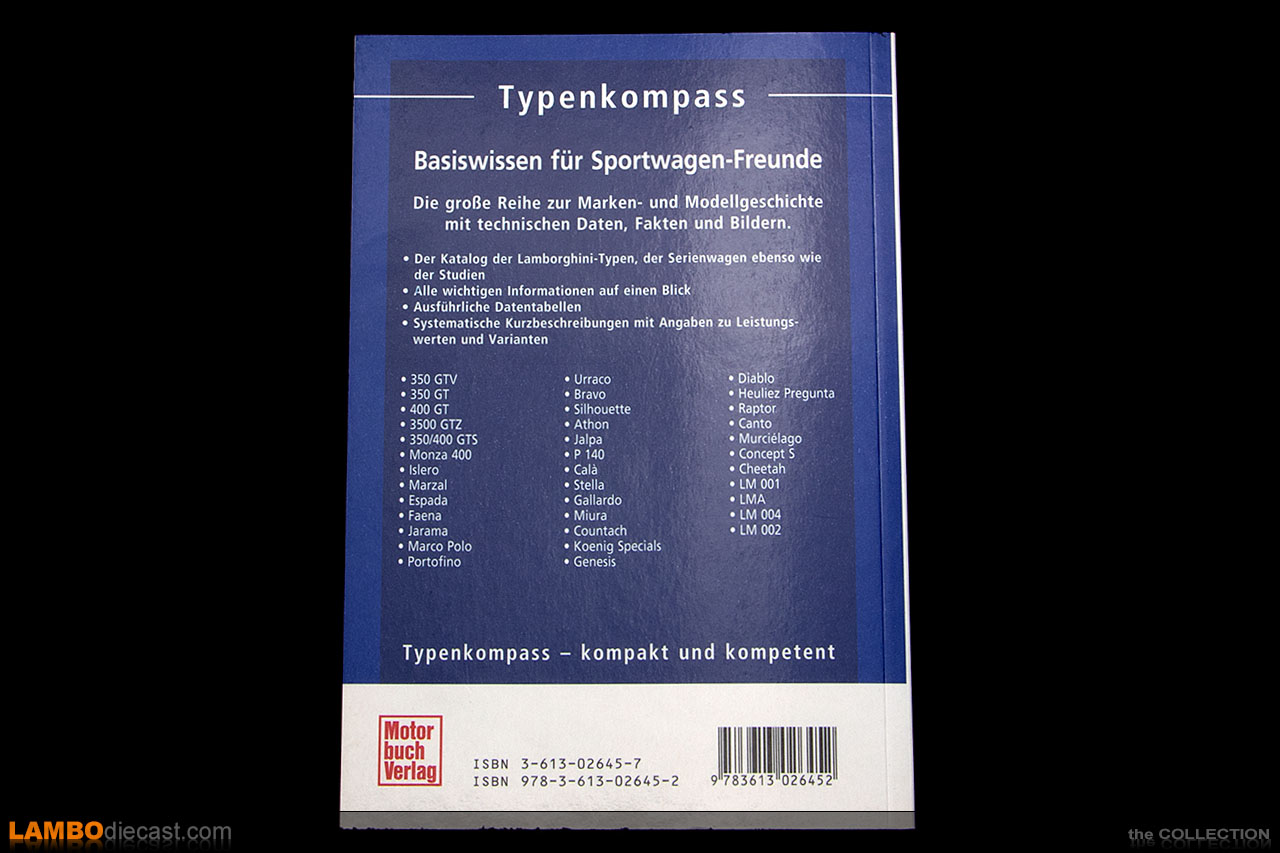 Typenkompass
Basiswissen für Sportwagen-Freunde
Die große Reihe zur Marken- und Modellgeschichte
mit technischen Daten, Fakten und Bildern.
• Der Katalog der Lamborghini-Typen, der Serienwagen ebenso wie
der Studien
• Alle wichtigen Informationen auf einen Blick
• Ausführliche Datentabellen
• Systematische Kurzbeschreibungen mit Angaben zu Leistungs-
werten und Varianten
• 350 GTV
• 350 GT
• 400 GT
• 3500 GTZ
• 350/400 GTS
• Monza 400
• Islero
• Marzal
• Espada
• Faena
• Jarama
• Marco Polo
• Portofino
• Urraco
• Bravo
• Silhouette
• Athon
• Jalpa
• P 140
• Calà
• Stella
• Gallardo
• Miura
• Countach
• Koenig Specials
• Genesis
• Diablo
• Heuliez Pregunta
• Raptor
• Canto
• Murciélago
• Concept S
• Cheetah
• LM 001
• LMA
• LM 004
• LM 002
Typenkompass – kompakt und kompetent
Motor
buch
Verlag
ISBN 3-613-02645-7
ISBN 978-3-613-02645-2
9 783613 026452
LAMBOdiecast.com
the COLLECTION